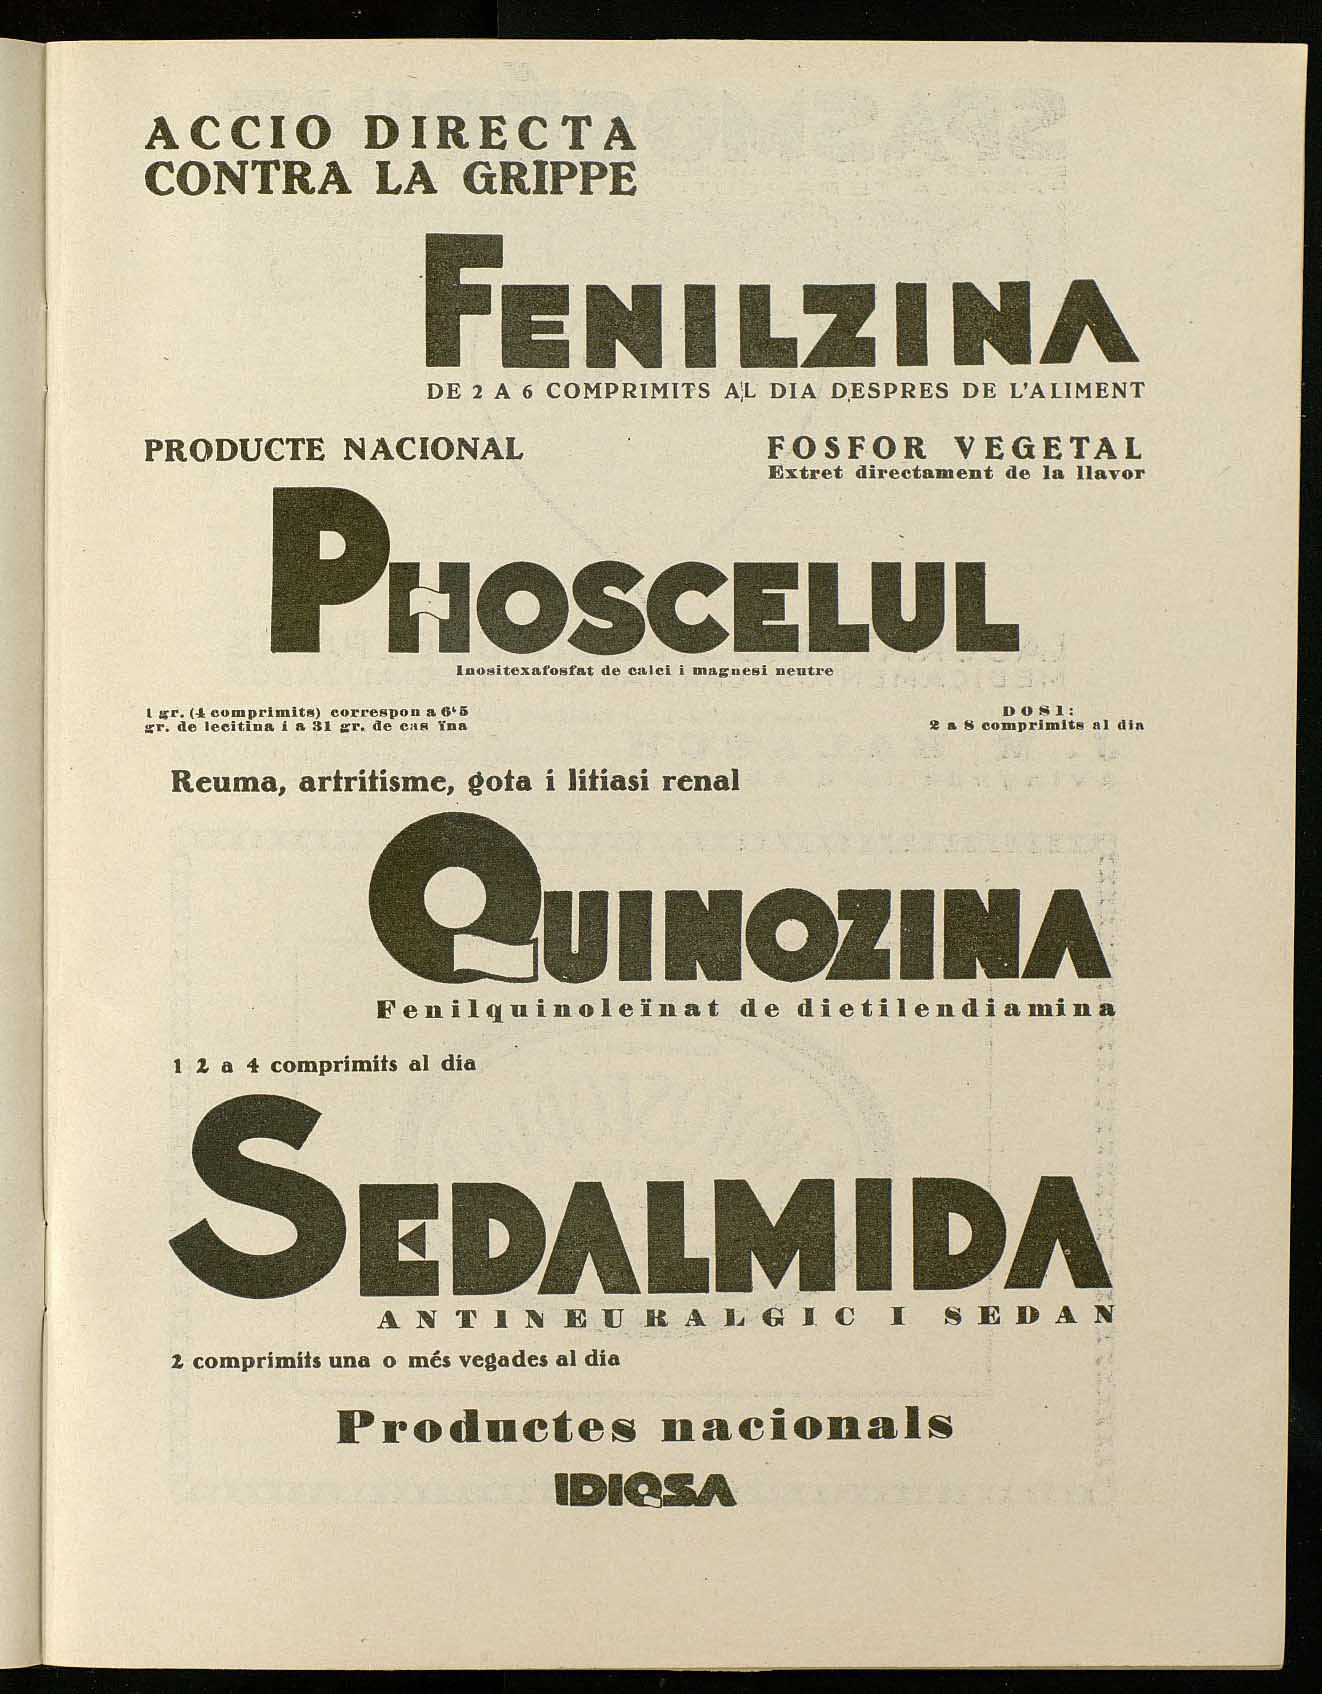 ACCIO DIRECTA
CONTRA LA GRIPPE
FENILZINA
DE 2 A 6 COMPRIMITS AL DIA DESPRES DE L'ALIMENT
PRODUCTE NACIONAL
FOSFOR VEGETAL
Extret directament de la llavor
PHOSCELUL
Inositexafosfat de calci i magnesi neutre
1 gr. (4 comprimits) correspon a 6'5
gr. de lecitina i a 31 gr. de cas ïna
DOSI:
2 a 8 comprimits al dia
Reuma, artritisme, gota i litiasi renal
QUINOZINA
Fenilquinoleïnat de dietilendiamina
1 2 a 4 comprimits al dia
SEDALMIDA
ANTINEURALGIC I SEDAN
2 comprimits una o més vegades al dia
Productes nacionals
IDIQSA